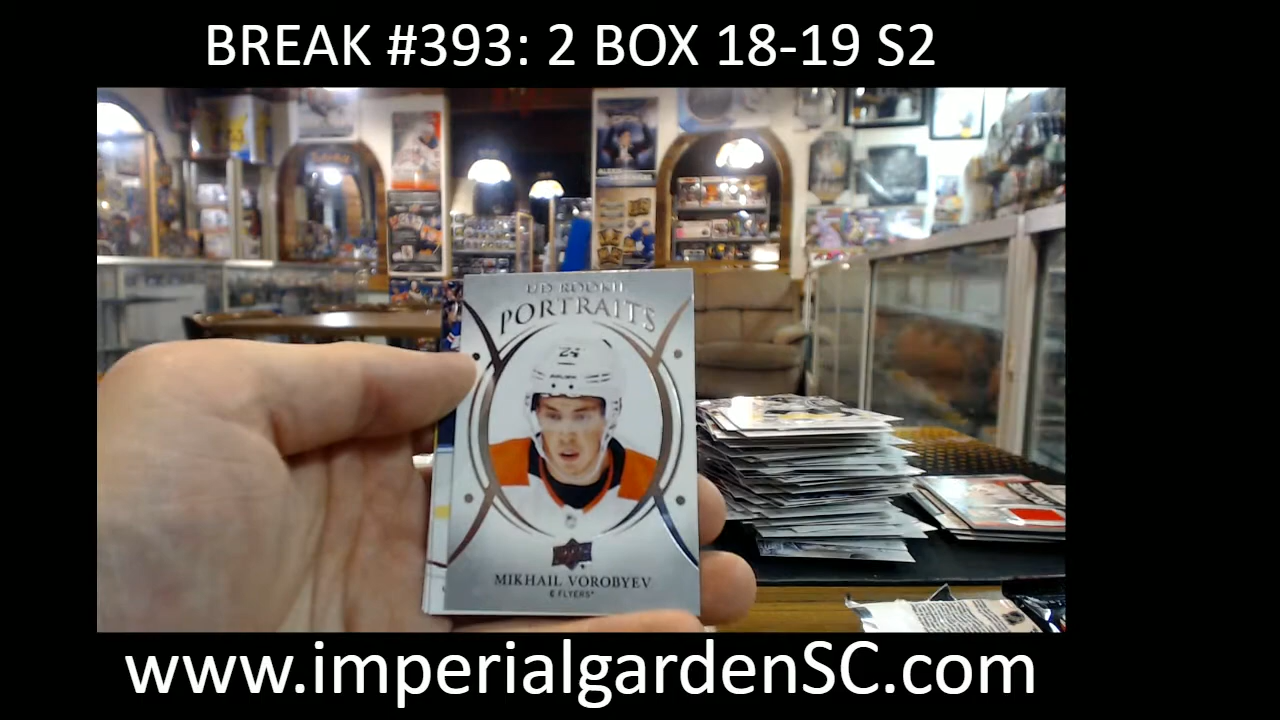 BREAK #393: 2 BOX 18-19 S2
UD ROOKIE
PORTRAITS
24
MIKHAIL VOROBYEV
C FLYERS
www.imperialgardenSC.com